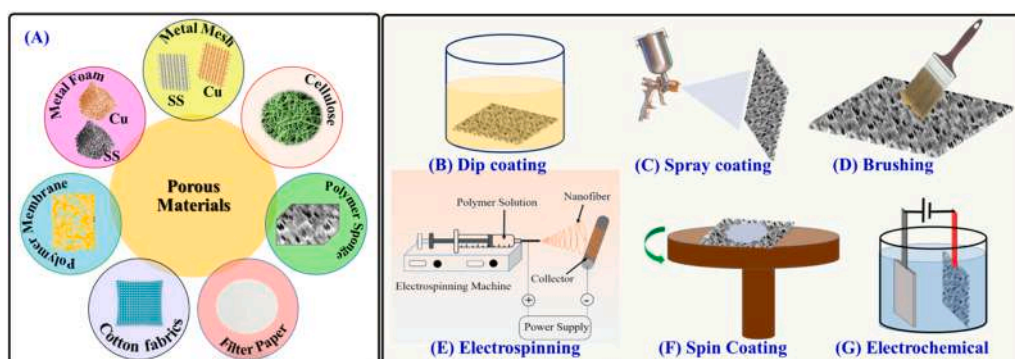 (A)
Metal Mesh
SS
Cu
Cellulose
Polymer Sponge
Filter Paper
Cotton fabrics
Polymer Membrane
Metal Foam
Cu
SS
Porous
Materials
(B) Dip coating
(C) Spray coating
(D) Brushing
Polymer Solution
Nanofiber
Collector
Electrospinning Machine
+
-
Power Supply
(E) Electrospinning
(F) Spin Coating
(G) Electrochemical